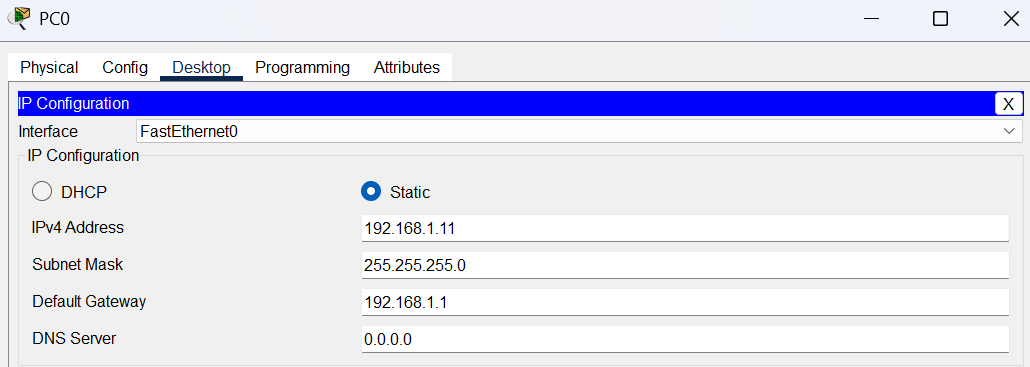 PC0
Physical Config Desktop Programming Attributes
IP Configuration X
Interface FastEthernet0
IP Configuration
DHCP Static
IPv4 Address 192.168.1.11
Subnet Mask 255.255.255.0
Default Gateway 192.168.1.1
DNS Server 0.0.0.0